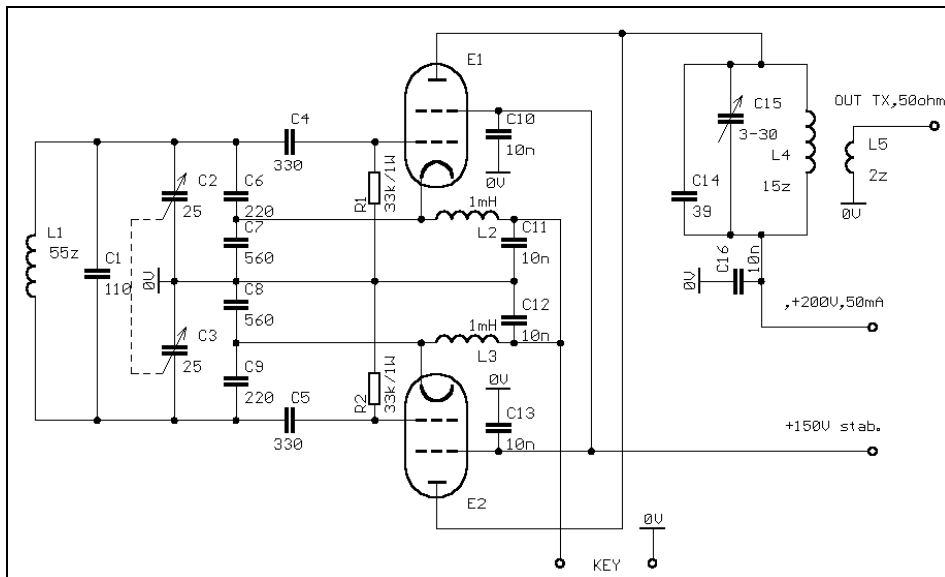 E1
C4
330
C10
10n
0V
C15
3-30
OUT TX,50ohm
L4
15z
L5
2z
0V
C14
39
C2
25
C6
220
R1
33k/1W
1mH
L2
C7
560
C11
10n
L1
55z
C1
110
0V
C8
560
C12
10n
C16
10n
0V
,+200V,50mA
1mH
L3
C3
25
C9
220
R2
33k/1W
0V
C5
330
C13
10n
+150V stab.
E2
0V
KEY